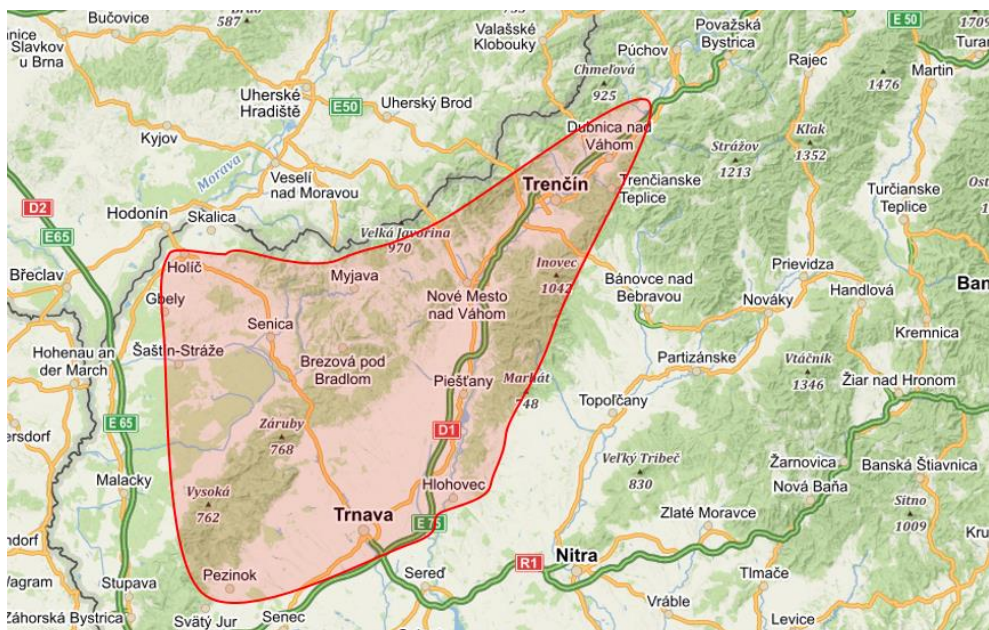 587
Bučovice
Slavkov
u Brna
Valašské
Klobouky
Považská
Bystrica
E 50
1709
Púchov
Rajec
Martin
Chmeľová
925
1476
Uherské
Hradiště
E50
Uherský Brod
Dubnica nad
Váhom
Kľak
1352
Kyjov
Strážov
1213
Morava
Veselí
nad Moravou
Trenčín
Trenčianske
Teplice
Turčianske
Teplice
D2
E65
Hodonín
Skalica
Velká Javorina
970
Břeclav
Holíč
Myjava
Inovec
1042
Prievidza
Gbely
Nové Mesto
nad Váhom
Bánovce nad
Bebravou
Nováky
Handlová
Ban
Senica
Kremnica
Hohenau an
der March
Šaštín-Stráže
Brezová pod
Bradlom
Partizánske
Vtáčnik
1346
Piešťany
Marhát
748
Topoľčany
Žiar nad Hronom
E 65
Záruby
768
D1
Veľký Tribeč
830
Žarnovica
Banská Štiavnica
Malacky
Vysoká
762
Hlohovec
Nová Baňa
Sitno
1009
Trnava
E 75
Zlaté Moravce
Nitra
R1
Pezinok
Sereď
Tlmače
Stupava
Vráble
Záhorská Bystrica
Svätý Jur
Senec
Levice